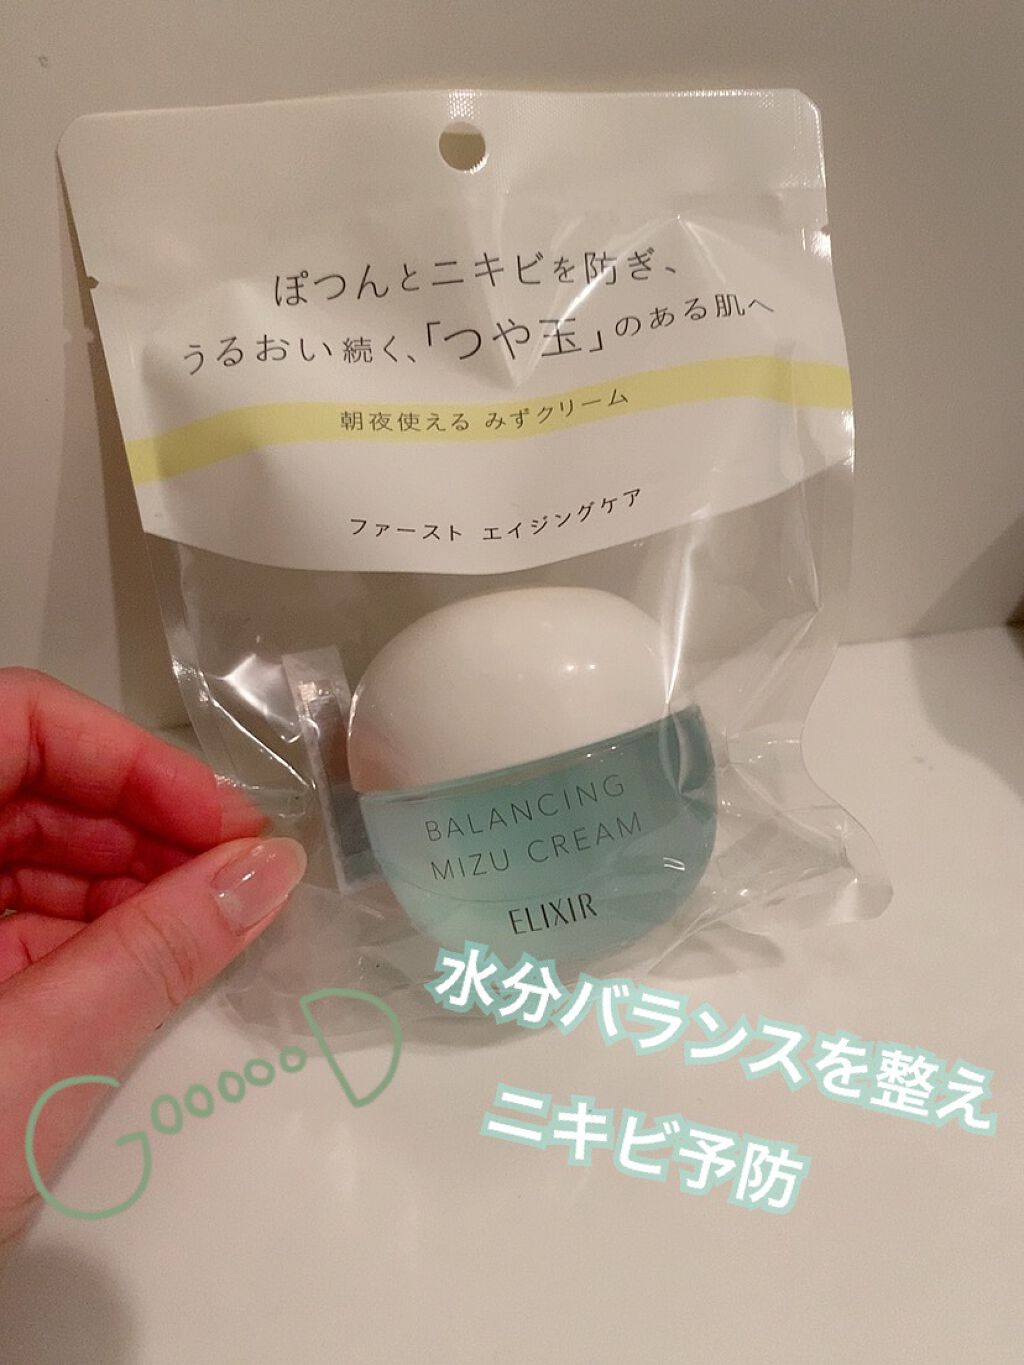 ぽつんとニキビを防ぎ、
うるおい続く、「つや玉」のある肌へ
朝夜使える みずクリーム
ファースト エイジングケア
BALANCING
MIZU CREAM
ELIXIR
水分バランスを整え
ニキビ予防
GoooooD